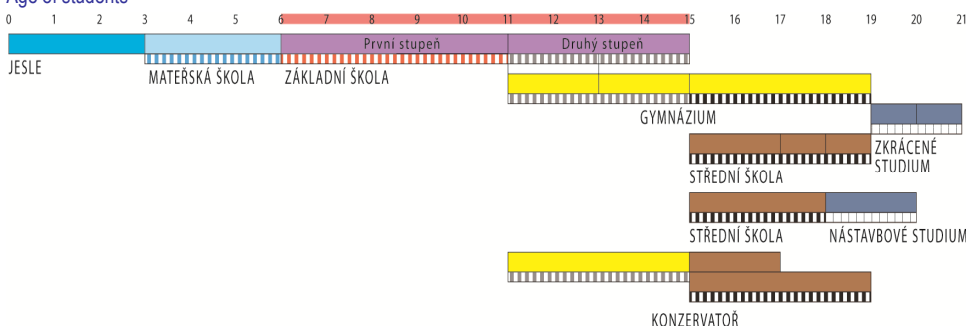 Age of students
0 1 2 3 4 5 6 7 8 9 10 11 12 13 14 15 16 17 18 19 20 21
První stupeň Druhý stupeň
JESLE
MATEŘSKÁ ŠKOLA ZÁKLADNÍ ŠKOLA
GYMNÁZIUM
ZKRÁCENÉ
STUDIUM
STŘEDNÍ ŠKOLA
STŘEDNÍ ŠKOLA NÁSTAVBOVÉ STUDIUM
KONZERVATOŘ